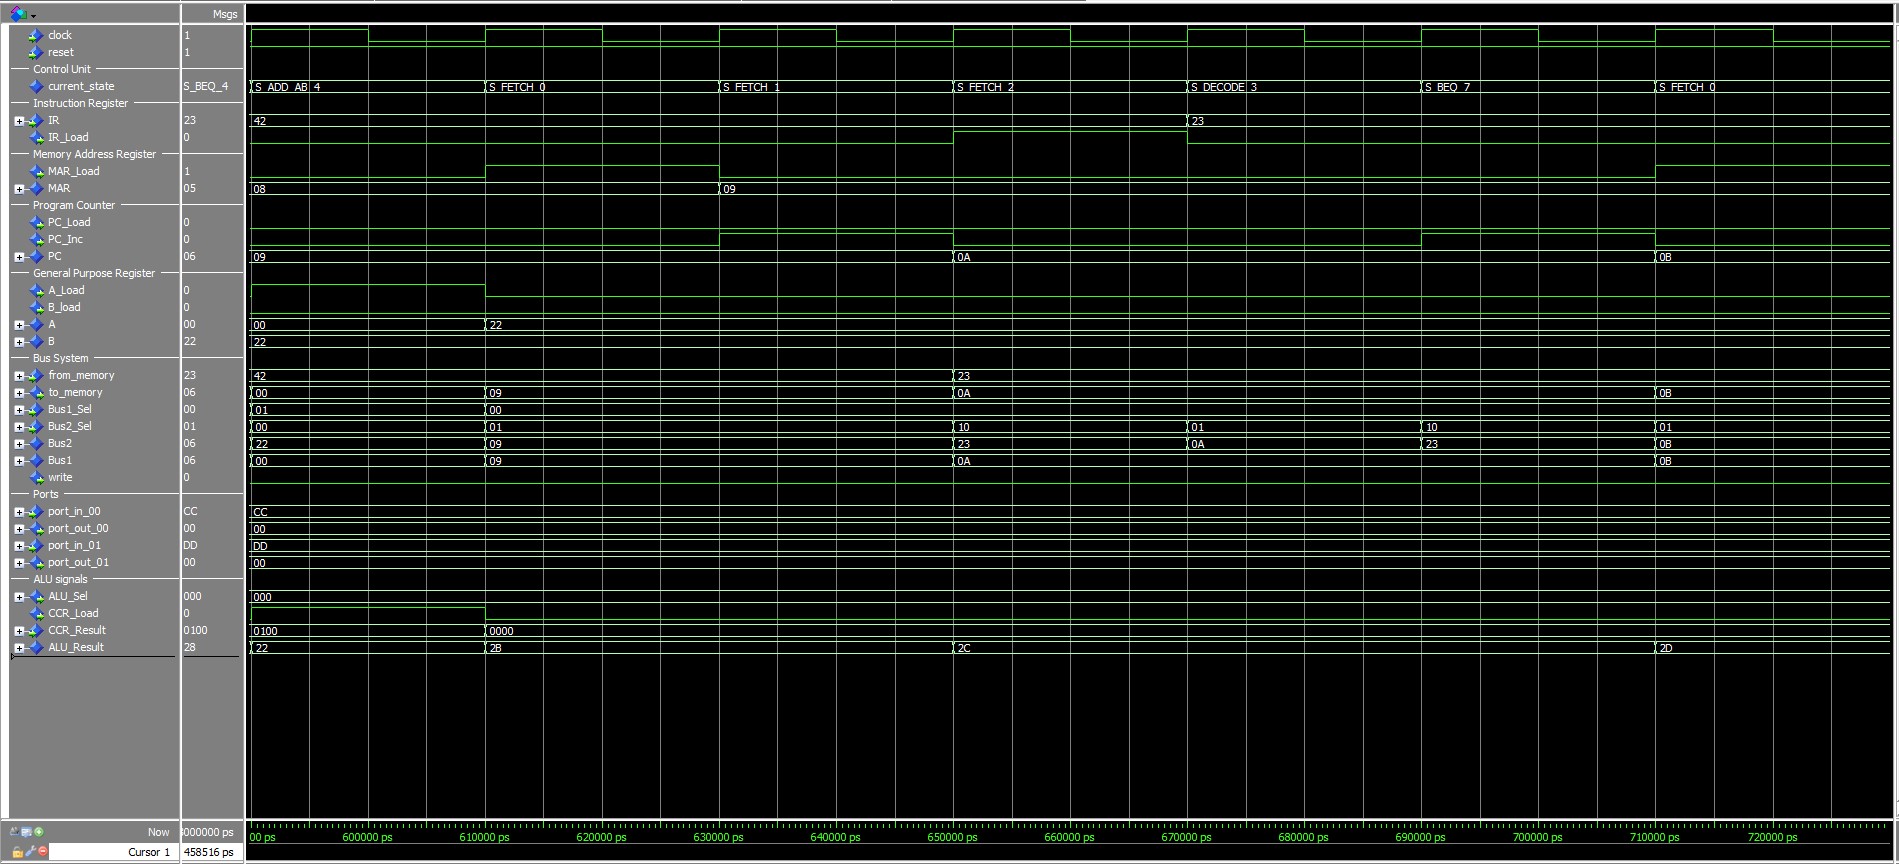 Msgs
clock 1
reset 1
Control Unit
current_state S_BEQ_4 S_ADD_AB_4 S_FETCH_0 S_FETCH_1 S_FETCH_2 S_DECODE_3 S_BEQ_7 S_FETCH_0
Instruction Register
IR 23 42 23
IR_Load 0
Memory Address Register
MAR_Load 1
MAR 05 08 09
Program Counter
PC_Load 0
PC_Inc 0
PC 06 09 0A 0B
General Purpose Register
A_Load 0
B_load 0
A 00 00 22
B 22 22
Bus System
from_memory 23 42 23
to_memory 06 00 09 0A 0B
Bus1_Sel 00 01 00
Bus2_Sel 01 00 01 10 01 10 01
Bus2 06 22 09 23 0A 23 0B
Bus1 06 00 09 0A 0B
write 0
Ports
port_in_00 CC CC
port_out_00 00 00
port_in_01 DD DD
port_out_01 00 00
ALU signals
ALU_Sel 000 000
CCR_Load 0
CCR_Result 0100 0100 0000
ALU_Result 28 22 2B 2C 2D
Now 3000000 ps 00 ps 600000 ps 610000 ps 620000 ps 630000 ps 640000 ps 650000 ps 660000 ps 670000 ps 680000 ps 690000 ps 700000 ps 710000 ps 720000 ps
Cursor 1 458516 ps